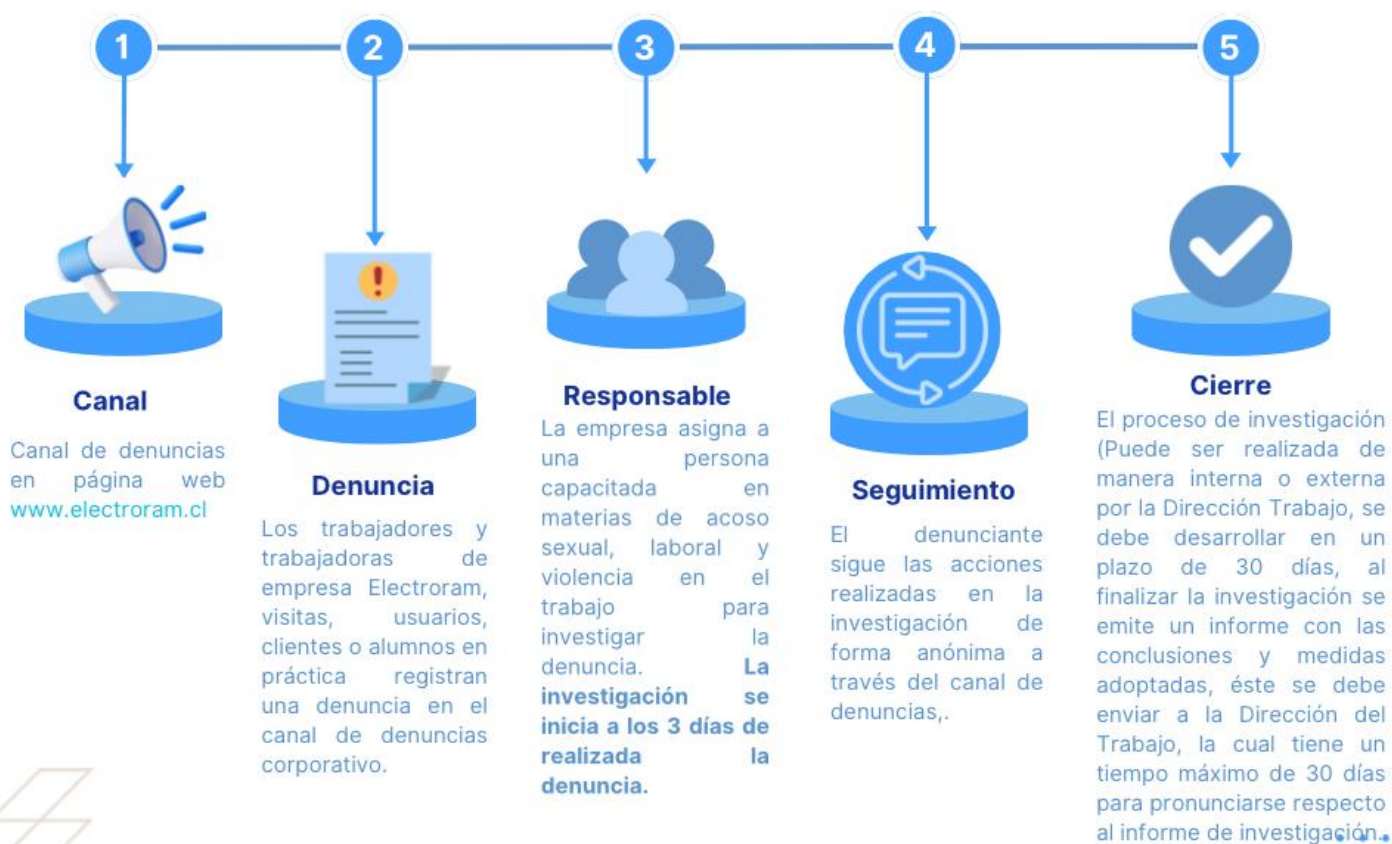 1
2
3
4
5
Canal
Canal de denuncias
en página web
www.electroram.cl
Denuncia
Los trabajadores y
trabajadoras de
empresa Electroram,
visitas, usuarios,
clientes o alumnos en
práctica registran
una denuncia en el
canal de denuncias
corporativo.
Responsable
La empresa asigna a
una persona
capacitada en
materias de acoso
sexual, laboral y
violencia en el
trabajo para
investigar la
denuncia. La
investigación se
inicia a los 3 días de
realizada la
denuncia.
Seguimiento
El denunciante
sigue las acciones
realizadas en la
investigación de
forma anónima a
través del canal de
denuncias,.
Cierre
El proceso de investigación
(Puede ser realizada de
manera interna o externa
por la Dirección Trabajo, se
debe desarrollar en un
plazo de 30 días, al
finalizar la investigación se
emite un informe con las
conclusiones y medidas
adoptadas, éste se debe
enviar a la Dirección del
Trabajo, la cual tiene un
tiempo máximo de 30 días
para pronunciarse respecto
al informe de investigación.